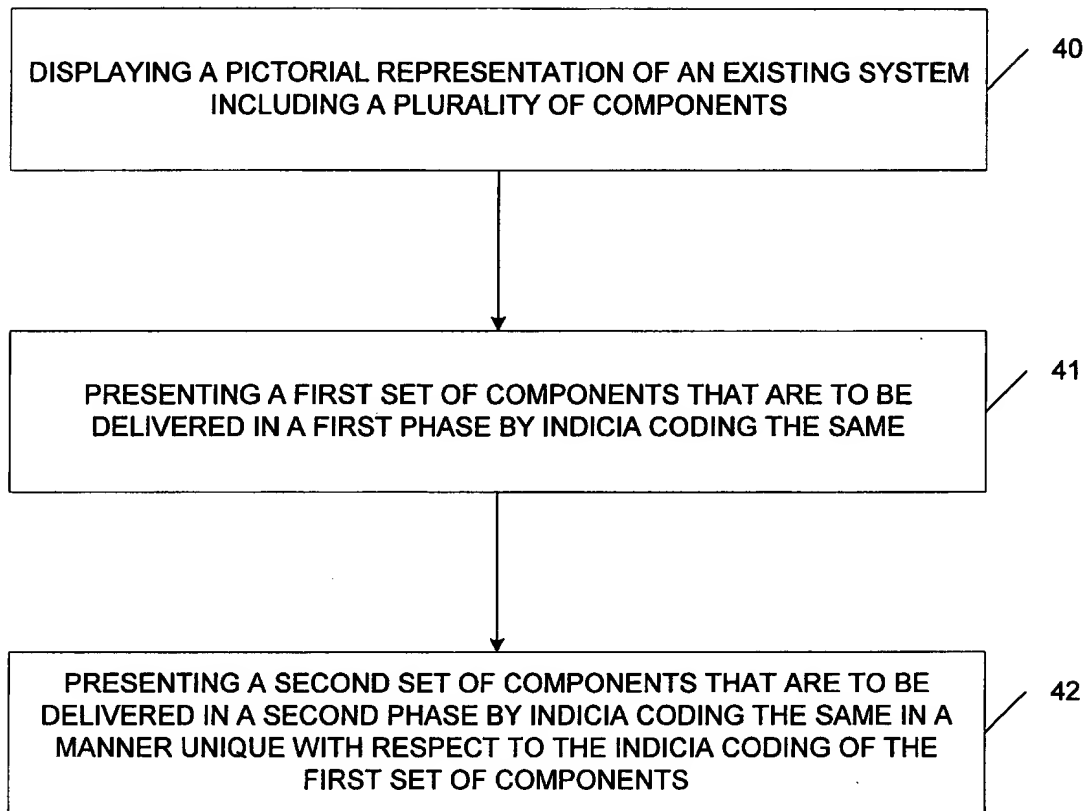 DISPLAYING A PICTORIAL REPRESENTATION OF AN EXISTING SYSTEM
INCLUDING A PLURALITY OF COMPONENTS
40
PRESENTING A FIRST SET OF COMPONENTS THAT ARE TO BE
DELIVERED IN A FIRST PHASE BY INDICIA CODING THE SAME
41
PRESENTING A SECOND SET OF COMPONENTS THAT ARE TO BE
DELIVERED IN A SECOND PHASE BY INDICIA CODING THE SAME IN A
MANNER UNIQUE WITH RESPECT TO THE INDICIA CODING OF THE
FIRST SET OF COMPONENTS
42